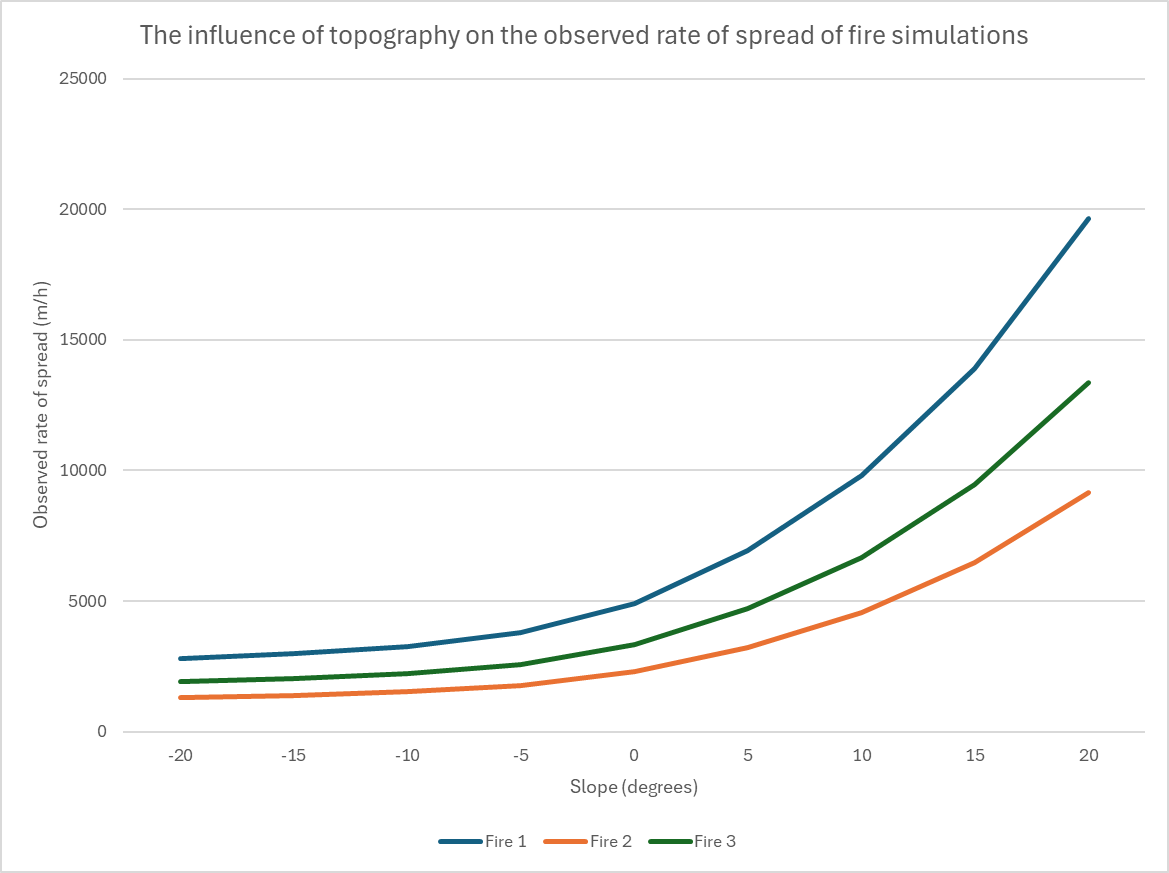 The influence of topography on the observed rate of spread of fire simulations
25000
20000
15000
10000
5000
0
Observed rate of spread (m/h)
-20 -15 -10 -5 0 5 10 15 20
Slope (degrees)
Fire 1 Fire 2 Fire 3